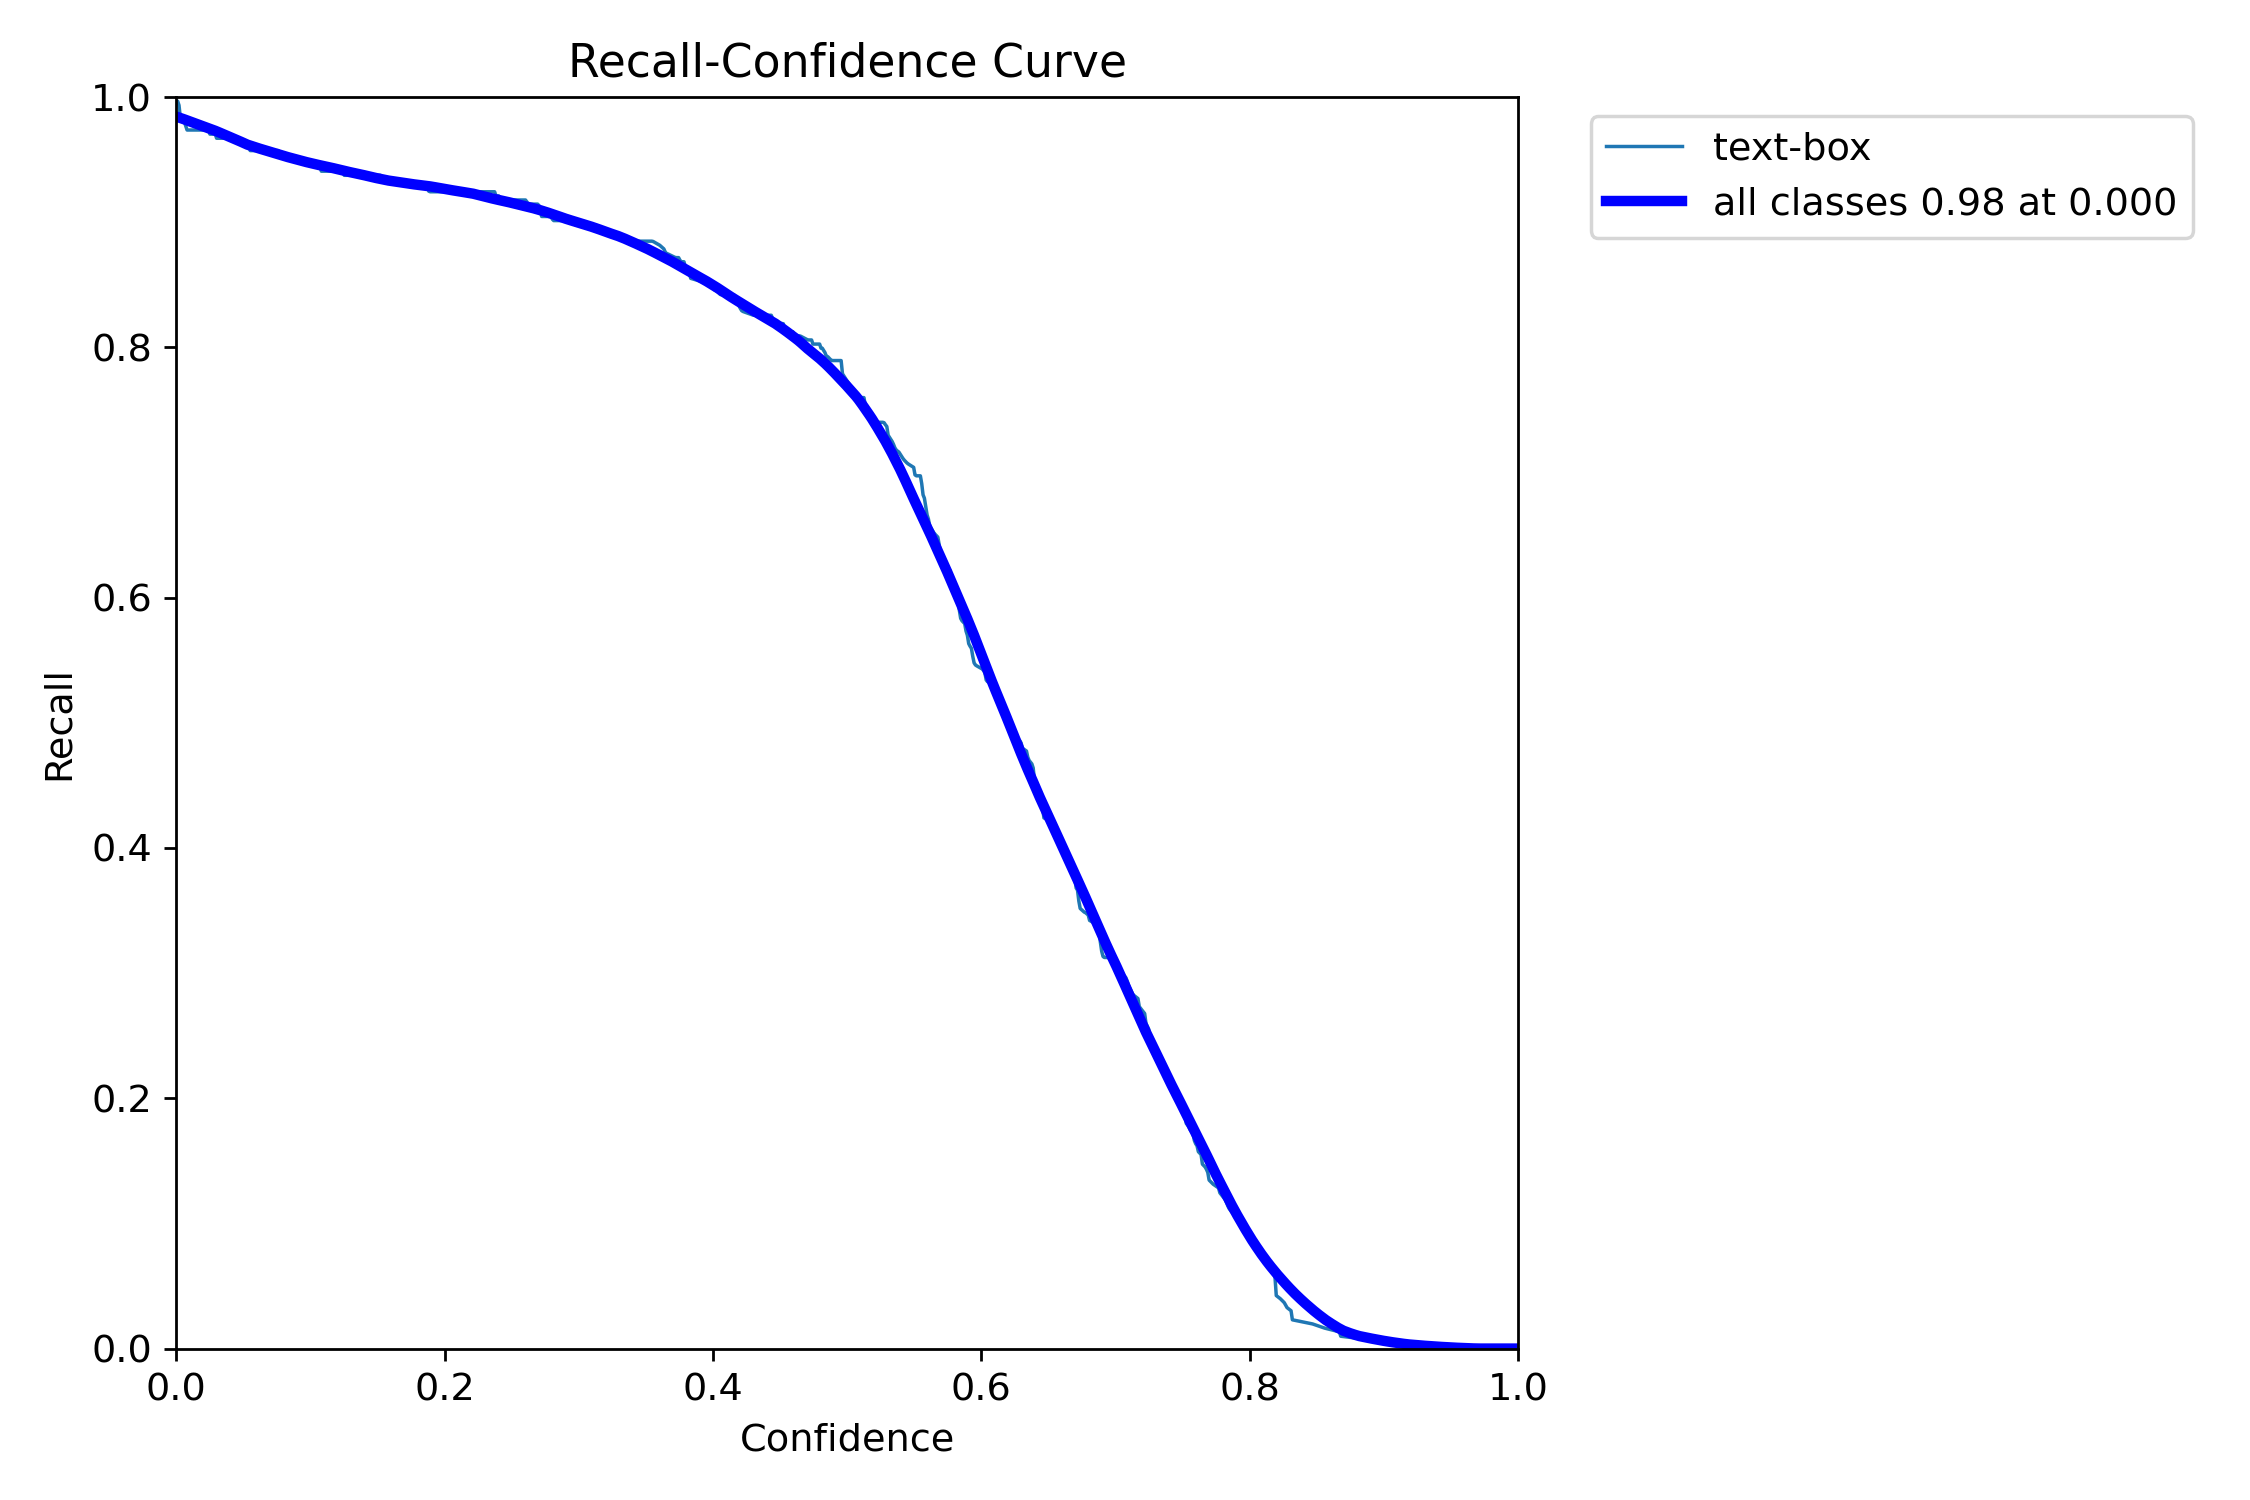 Recall-Confidence Curve
1.0
0.8
0.6
0.4
0.2
0.0
Recall
0.0 0.2 0.4 0.6 0.8 1.0
Confidence
text-box
all classes 0.98 at 0.000